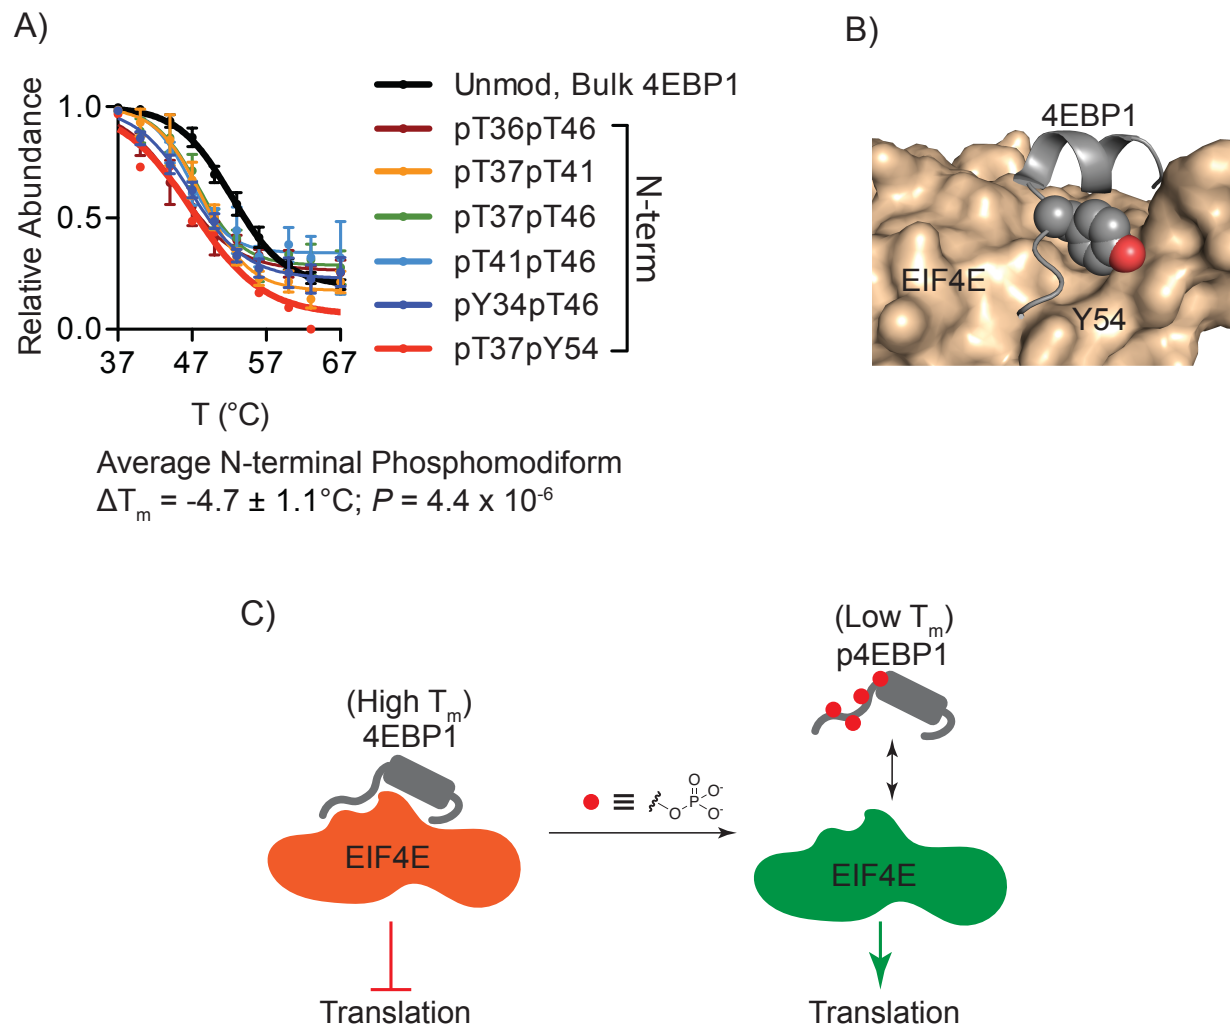 A)
Relative Abundance
1.0
0.5
0.0
37 47 57 67
T (°C)
Unmod, Bulk 4EBP1
pT36pT46
pT37pT41
pT37pT46
pT41pT46
pY34pT46
pT37pY54
N-term
Average N-terminal Phosphomodiform
ΔTm = -4.7 ± 1.1°C; P = 4.4 x 10-6
B)
4EBP1
EIF4E
Y54
C)
(High Tm)
4EBP1
EIF4E
Translation
≡
O
O P O-
O-
(Low Tm)
p4EBP1
EIF4E
Translation